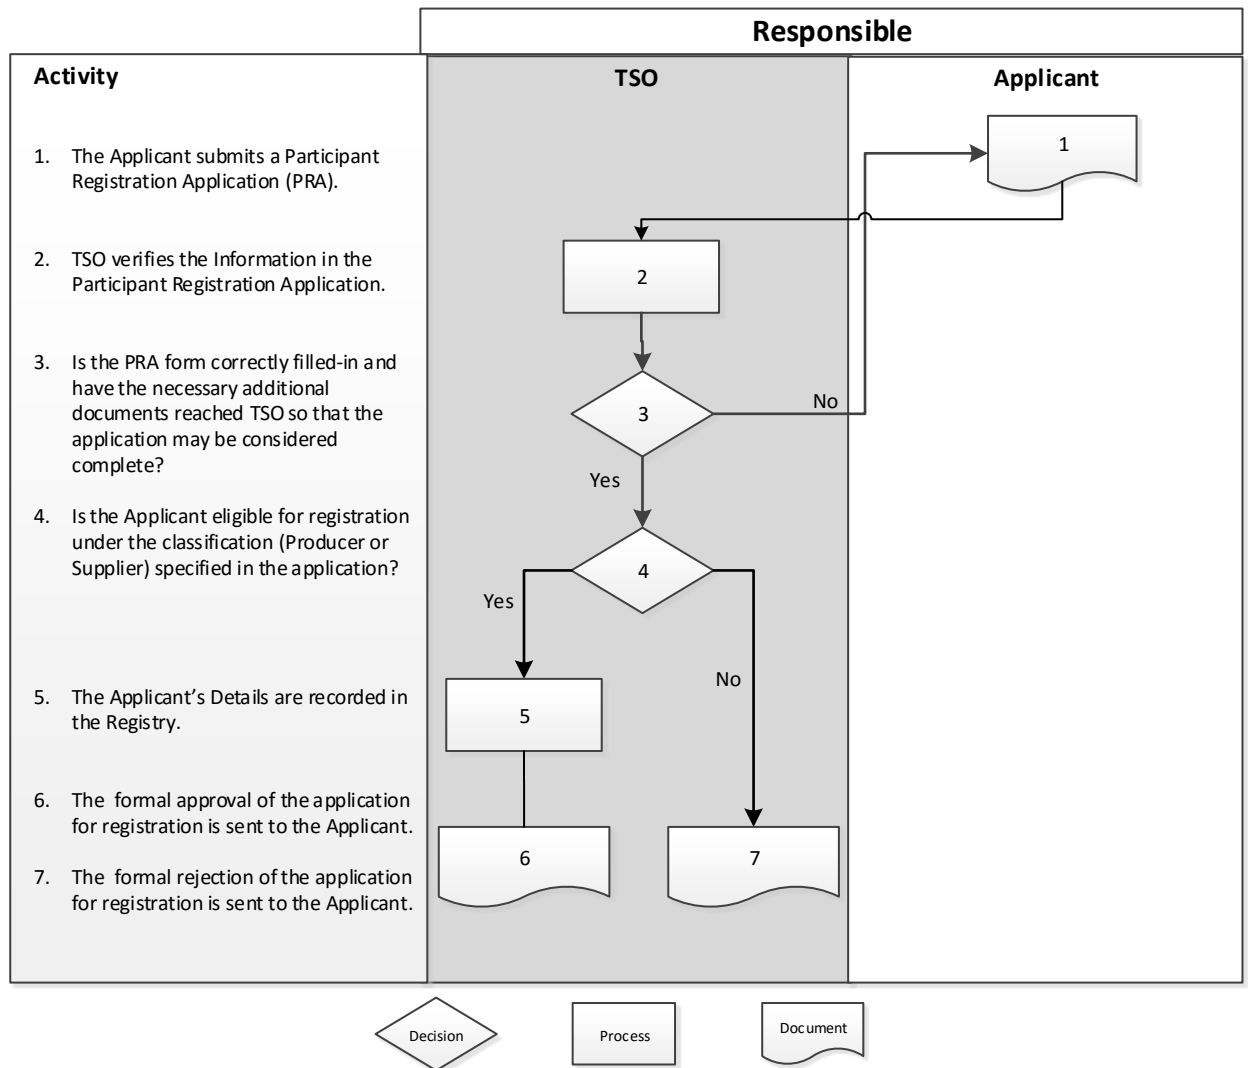 Responsible
Activity
TSO
Applicant
1. The Applicant submits a Participant
Registration Application (PRA).
2. TSO verifies the Information in the
Participant Registration Application.
3. Is the PRA form correctly filled-in and
have the necessary additional
documents reached TSO so that the
application may be considered
complete?
4. Is the Applicant eligible for registration
under the classification (Producer or
Supplier) specified in the application?
5. The Applicant’s Details are recorded in
the Registry.
6. The formal approval of the application
for registration is sent to the Applicant.
7. The formal rejection of the application
for registration is sent to the Applicant.
1
2
3
No
Yes
4
Yes
No
5
6
7
Decision
Process
Document